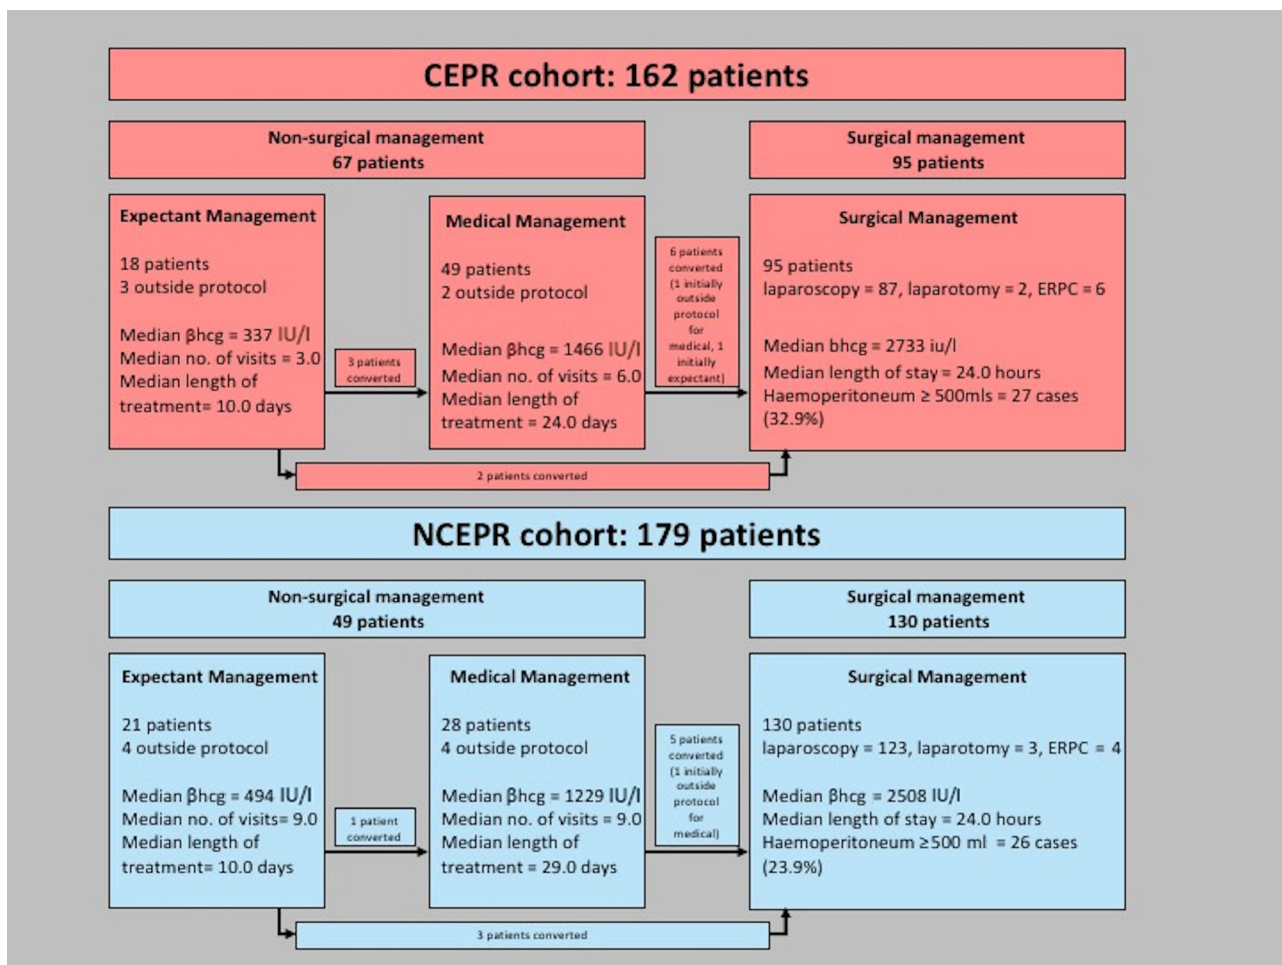 CEPR cohort: 162 patients
Non-surgical management
67 patients
Surgical management
95 patients
Expectant Management
18 patients
3 outside protocol
Median βhcg = 337 IU/l
Median no. of visits = 3.0
Median length of
treatment= 10.0 days
3 patients
converted
Medical Management
49 patients
2 outside protocol
Median βhcg = 1466 IU/l
Median no. of visits = 6.0
Median length of
treatment = 24.0 days
6 patients
converted
(1 initially
outside
protocol
for
medical, 1
initially
expectant)
Surgical Management
95 patients
laparoscopy = 87, laparotomy = 2, ERPC = 6
Median bhcg = 2733 iu/l
Median length of stay = 24.0 hours
Haemoperitoneum ≥ 500mls = 27 cases
(32.9%)
2 patients converted
NCEPR cohort: 179 patients
Non-surgical management
49 patients
Surgical management
130 patients
Expectant Management
21 patients
4 outside protocol
Median βhcg = 494 IU/l
Median no. of visits= 9.0
Median length of
treatment= 10.0 days
1 patient
converted
Medical Management
28 patients
4 outside protocol
Median βhcg = 1229 IU/l
Median no. of visits = 9.0
Median length of
treatment = 29.0 days
5 patients
converted
(1 initially
outside
protocol
for
medical)
Surgical Management
130 patients
laparoscopy = 123, laparotomy = 3, ERPC = 4
Median βhcg = 2508 IU/l
Median length of stay = 24.0 hours
Haemoperitoneum ≥500 ml = 26 cases
(23.9%)
3 patients converted